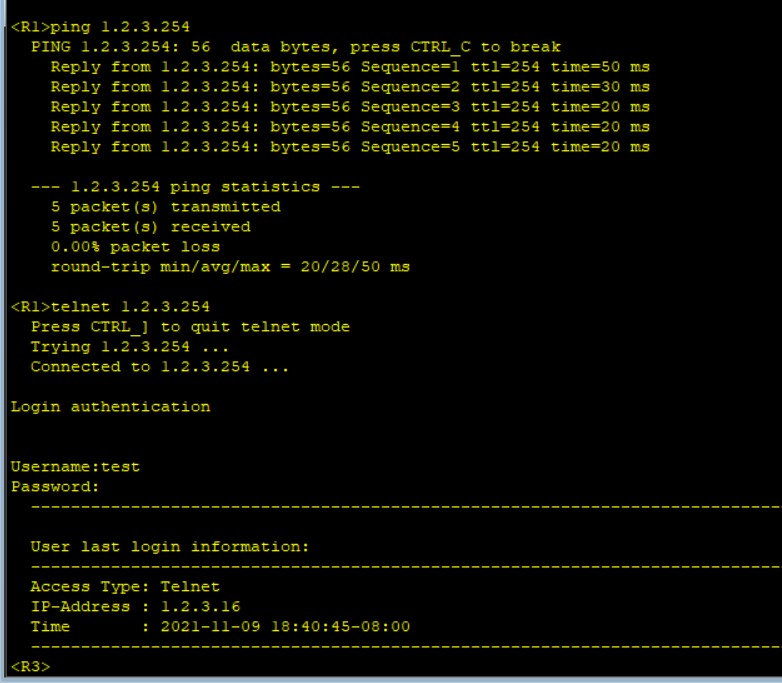 <R1>ping 1.2.3.254
  PING 1.2.3.254: 56  data bytes, press CTRL_C to break
    Reply from 1.2.3.254: bytes=56 Sequence=1 ttl=254 time=50 ms
    Reply from 1.2.3.254: bytes=56 Sequence=2 ttl=254 time=30 ms
    Reply from 1.2.3.254: bytes=56 Sequence=3 ttl=254 time=20 ms
    Reply from 1.2.3.254: bytes=56 Sequence=4 ttl=254 time=20 ms
    Reply from 1.2.3.254: bytes=56 Sequence=5 ttl=254 time=20 ms
  --- 1.2.3.254 ping statistics ---
    5 packet(s) transmitted
    5 packet(s) received
    0.00% packet loss
    round-trip min/avg/max = 20/28/50 ms
<R1>telnet 1.2.3.254
  Press CTRL_] to quit telnet mode
  Trying 1.2.3.254 ...
  Connected to 1.2.3.254 ...
Login authentication
Username:test
Password:
  ---------------------------------------------------------------------------
  User last login information:
  ---------------------------------------------------------------------------
  Access Type: Telnet
  IP-Address : 1.2.3.16
  Time       : 2021-11-09 18:40:45-08:00
  ---------------------------------------------------------------------------
<R3>